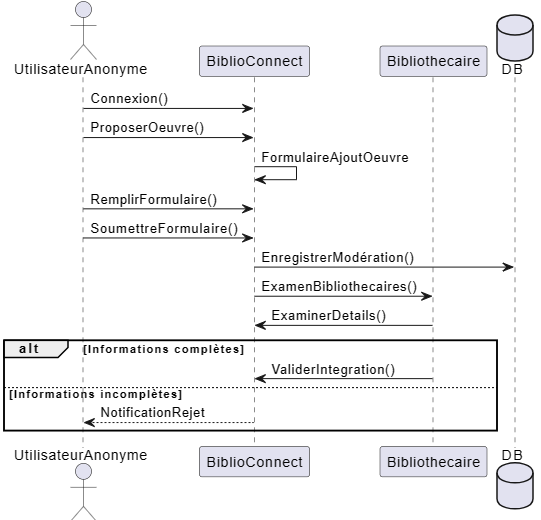 UtilisateurAnonyme
BiblioConnect
Bibliothecaire
DB
Connexion()
ProposerOeuvre()
FormulaireAjoutOeuvre
RemplirFormulaire()
SoumettreFormulaire()
EnregistrerModération()
ExamenBibliothecaires()
ExaminerDetails()
alt
[Informations complètes]
ValiderIntegration()
[Informations incomplètes]
NotificationRejet
UtilisateurAnonyme
BiblioConnect
Bibliothecaire
DB